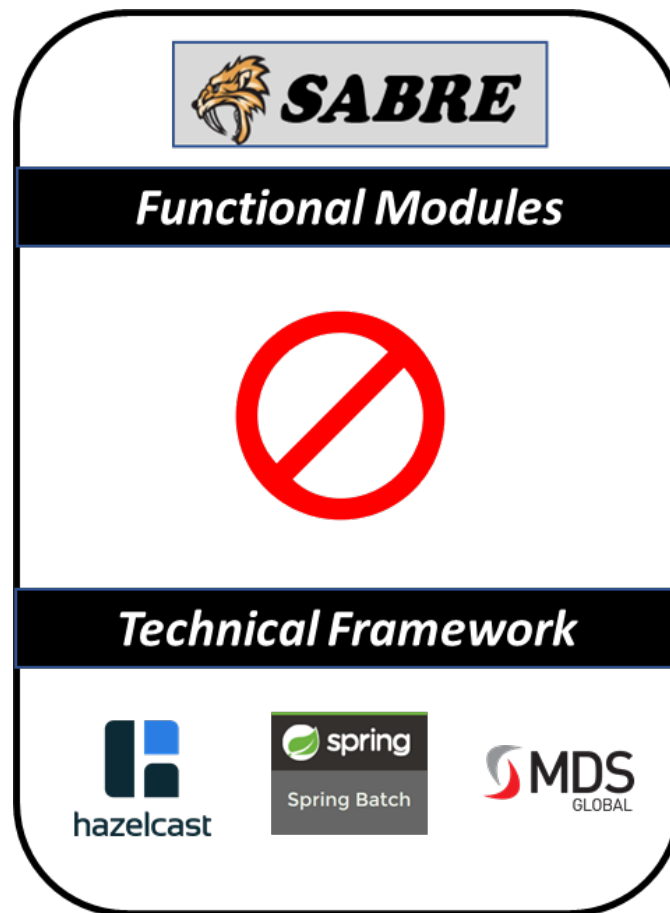 SABRE
Functional Modules
Technical Framework
hazelcast
spring
Spring Batch
MDS
GLOBAL